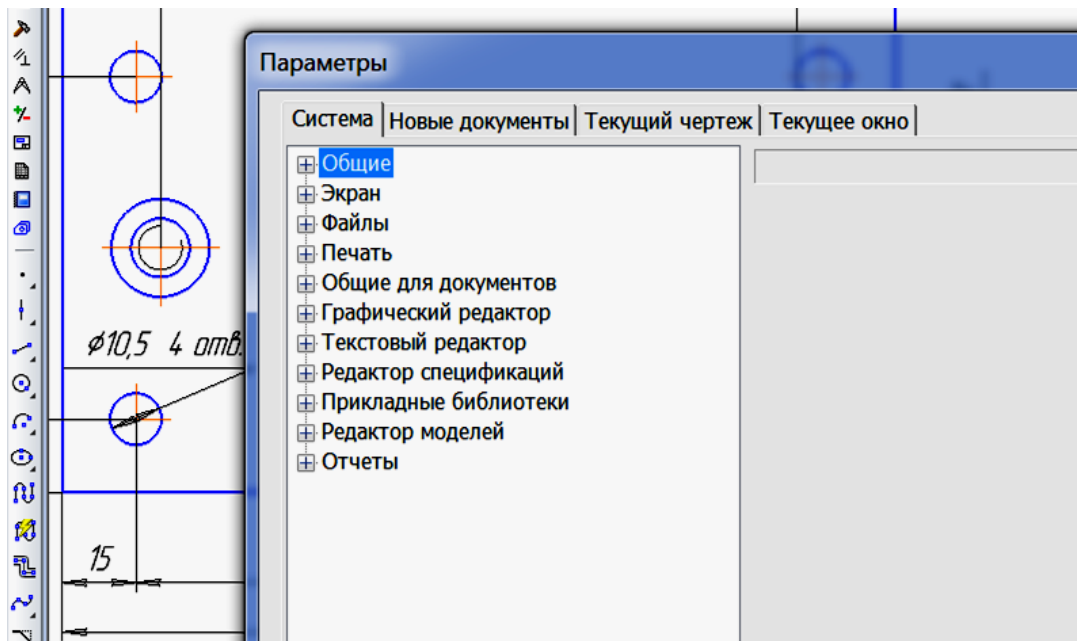 Параметры
Система Новые документы Текущий чертеж Текущее окно
Общие
Экран
Файлы
Печать
Общие для документов
Графический редактор
Текстовый редактор
Редактор спецификаций
Прикладные библиотеки
Редактор моделей
Отчеты
⌀10,5 4 отв.
15